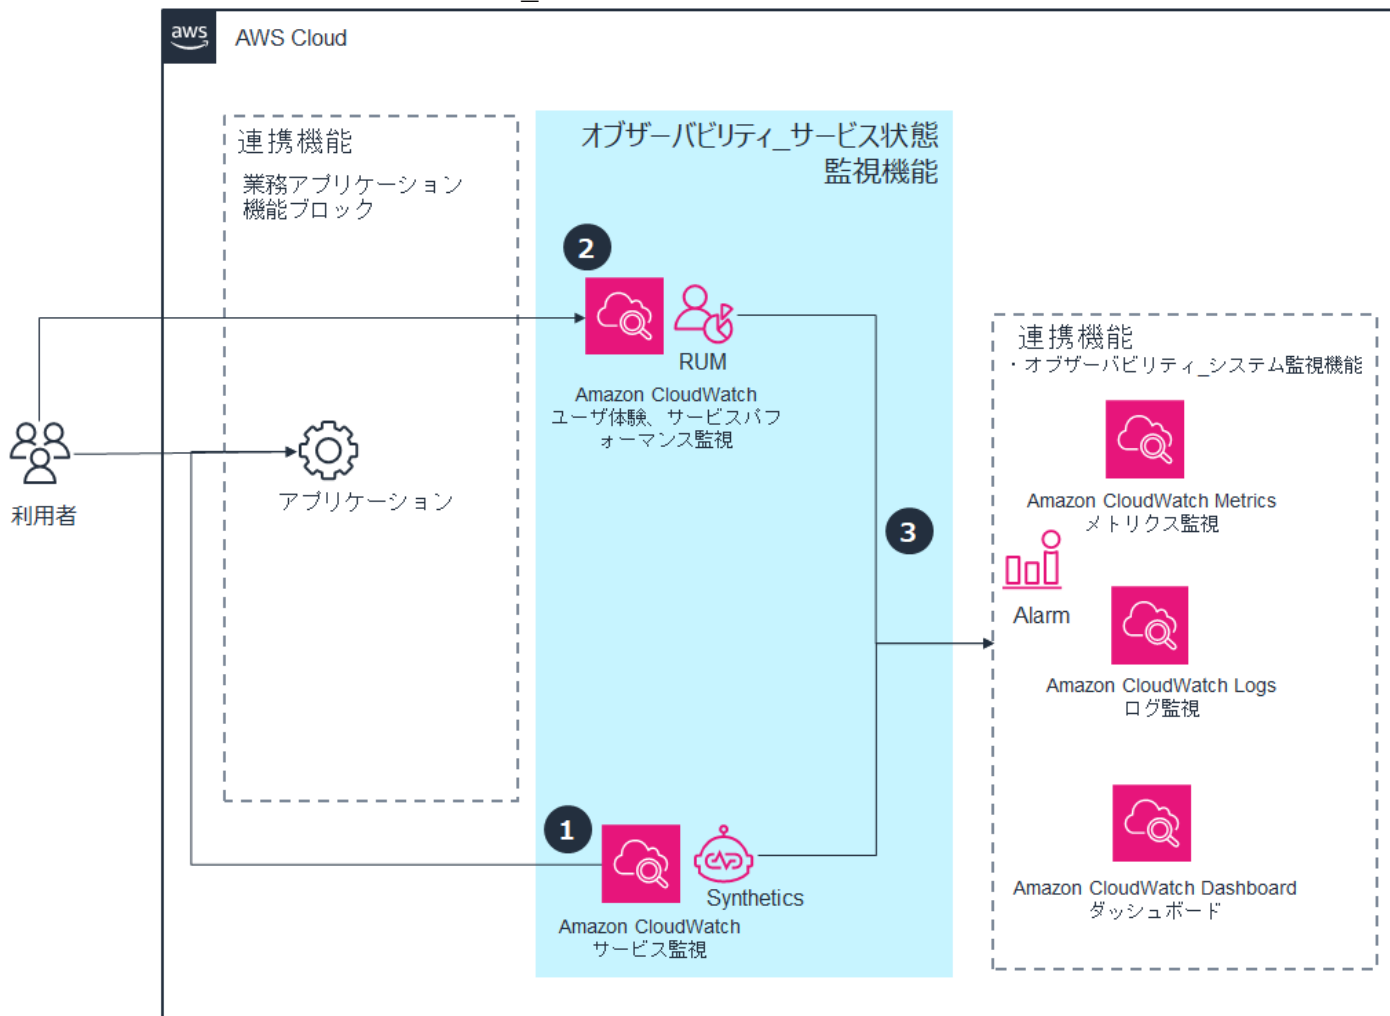 aws
AWS Cloud
連携機能
業務アプリケーション
機能ブロック
オブザーバビリティ_サービス状態
監視機能
2
RUM
Amazon CloudWatch
ユーザ体験、サービスパフ
ォーマンス監視
利用者
アプリケーション
3
連携機能
・オブザーバビリティ_システム監視機能
Amazon CloudWatch Metrics
メトリクス監視
Alarm
Amazon CloudWatch Logs
ログ監視
Amazon CloudWatch Dashboard
ダッシュボード
1
Synthetics
Amazon CloudWatch
サービス監視